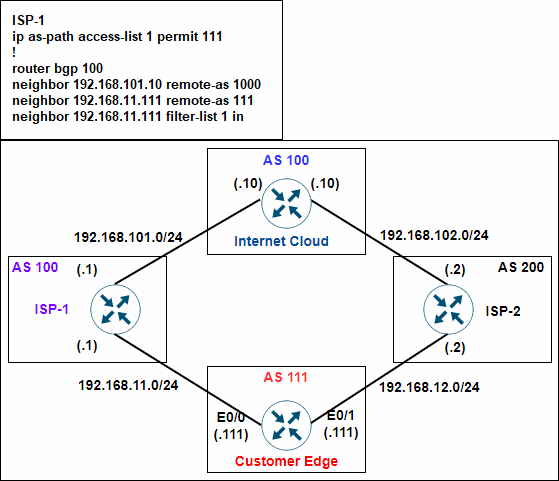 ISP-1
ip as-path access-list 1 permit 111
!
router bgp 100
neighbor 192.168.101.10 remote-as 1000
neighbor 192.168.11.111 remote-as 111
neighbor 192.168.11.111 filter-list 1 in
AS 100
(.10) (.10)
192.168.101.0/24
Internet Cloud
192.168.102.0/24
AS 100
(.1)
ISP-1
(.1)
(.2)
AS 200
ISP-2
(.2)
192.168.11.0/24
AS 111
192.168.12.0/24
E0/0
(.111)
E0/1
(.111)
Customer Edge